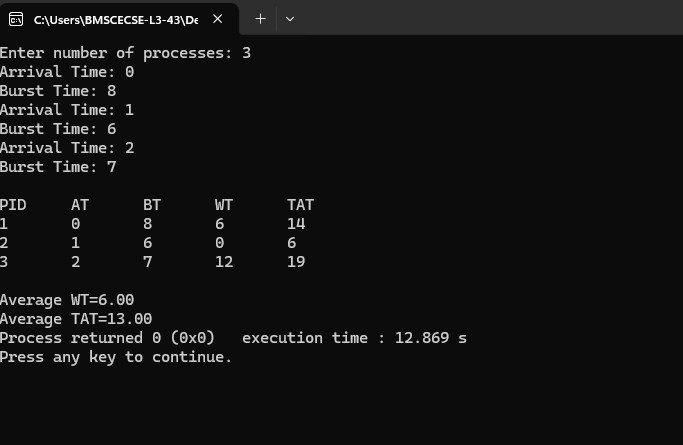 C:\Users\BMSCECSE-L3-43\De
Enter number of processes: 3
Arrival Time: 0
Burst Time: 8
Arrival Time: 1
Burst Time: 6
Arrival Time: 2
Burst Time: 7
PID AT BT WT TAT
1 0 8 6 14
2 1 6 0 6
3 2 7 12 19
Average WT=6.00
Average TAT=13.00
Process returned 0 (0x0) execution time : 12.869 s
Press any key to continue.